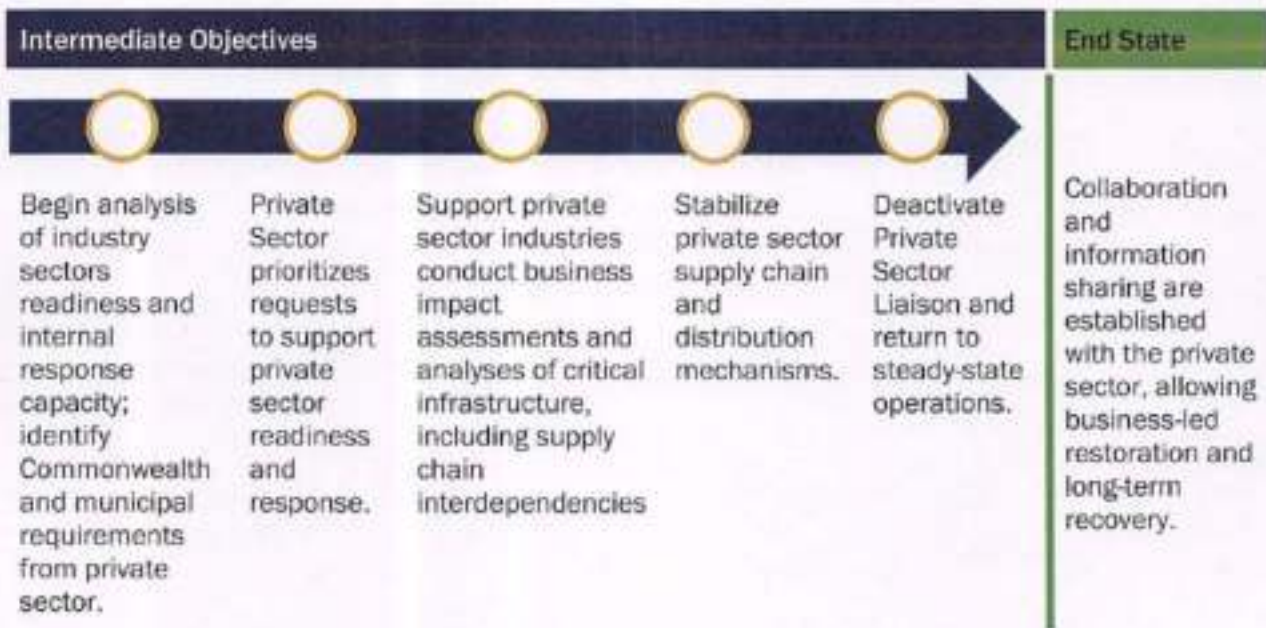 Intermediate Objectives
End State
Begin analysis
of industry
sectors
readiness and
internal
response
capacity;
identify
Commonwealth
and municipal
requirements
from private
sector.
Private
Sector
prioritizes
requests
to support
private
sector
readiness
and
response.
Support private
sector industries
conduct business
impact
assessments and
analyses of critical
infrastructure,
including supply
chain
interdependencies
Stabilize
private sector
supply chain
and
distribution
mechanisms.
Deactivate
Private
Sector
Liaison and
return to
steady-state
operations.
Collaboration
and
information
sharing are
established
with the private
sector, allowing
business-led
restoration and
long-term
recovery.